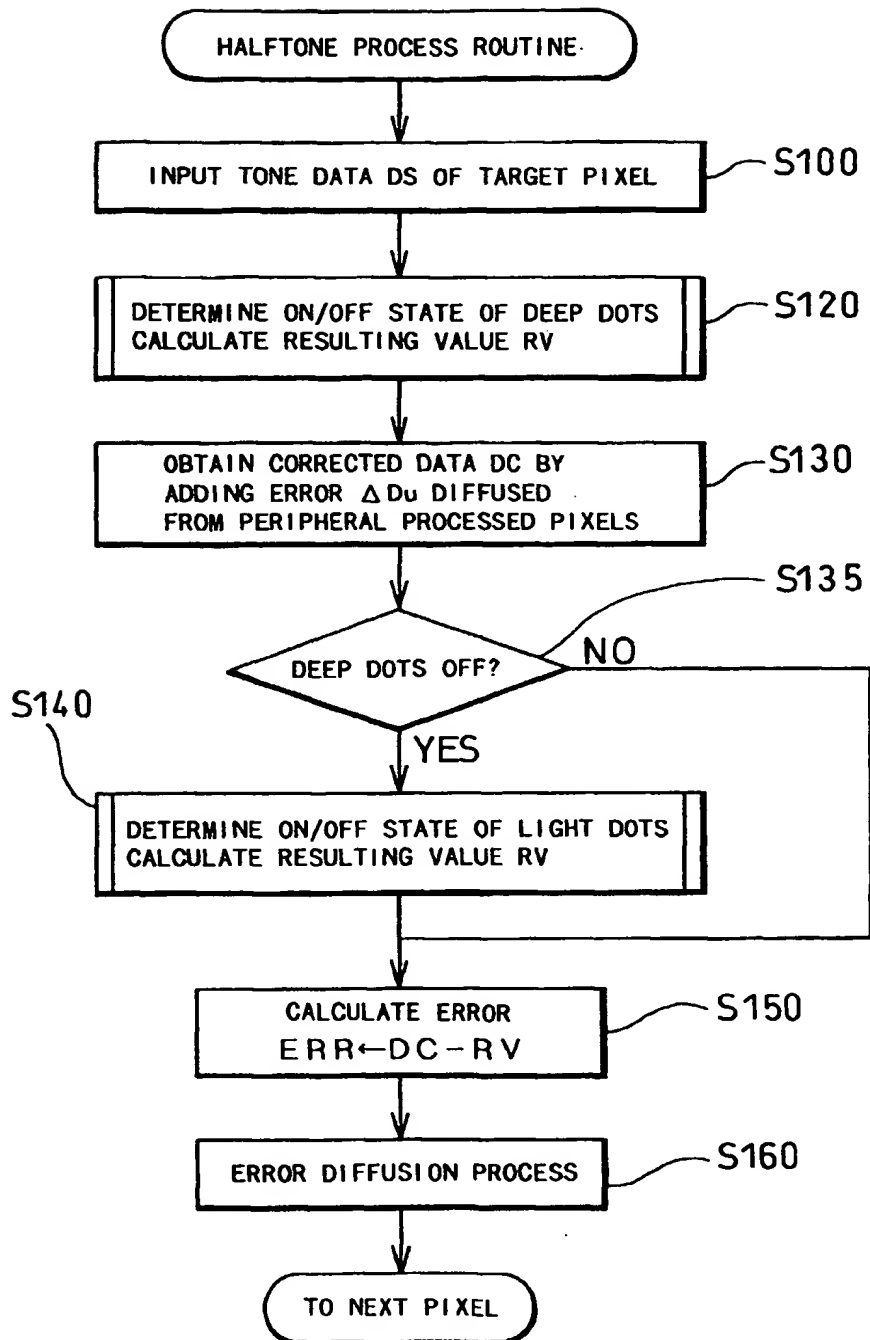 HALFTONE PROCESS ROUTINE
INPUT TONE DATA DS OF TARGET PIXEL
S100
DETERMINE ON/OFF STATE OF DEEP DOTS
CALCULATE RESULTING VALUE RV
S120
OBTAIN CORRECTED DATA DC BY
ADDING ERROR ΔDu DIFFUSED
FROM PERIPHERAL PROCESSED PIXELS
S130
S135
DEEP DOTS OFF?
NO
YES
S140
DETERMINE ON/OFF STATE OF LIGHT DOTS
CALCULATE RESULTING VALUE RV
CALCULATE ERROR
ERR←DC-RV
S150
ERROR DIFFUSION PROCESS
S160
TO NEXT PIXEL